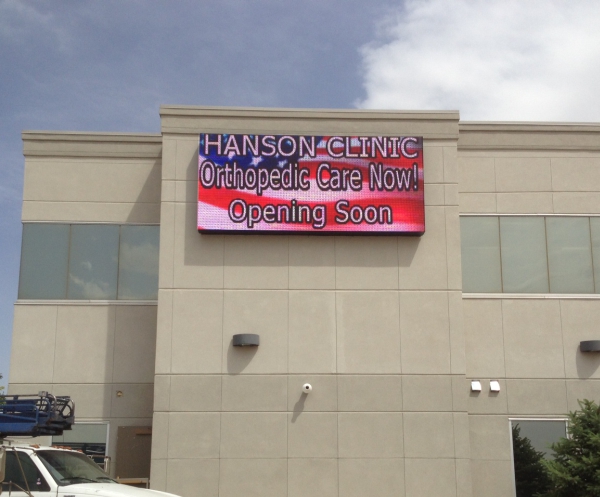 HANSON CLINIC
Orthopedic Care Now!
Opening Soon